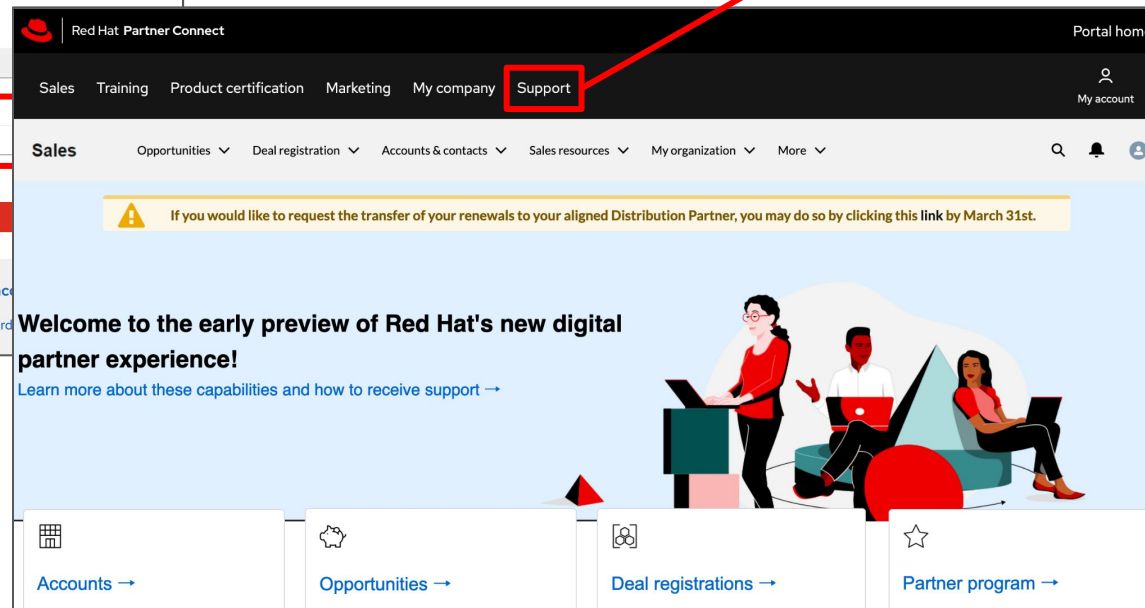 Red Hat Partner Connect
Portal home
Sales Training Product certification Marketing My company Support
My account
Sales Opportunities Deal registration Accounts & contacts Sales resources My organization More
If you would like to request the transfer of your renewals to your aligned Distribution Partner, you may do so by clicking this link by March 31st.
Welcome to the early preview of Red Hat's new digital
partner experience!
Learn more about these capabilities and how to receive support →
Accounts →
Opportunities →
Deal registrations →
Partner program →